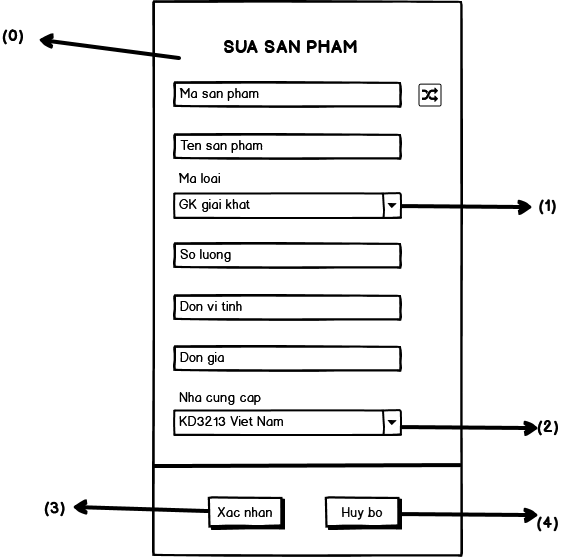 (0)
SUA SAN PHAM
Ma san pham
Ten san pham
Ma loai
GK giai khat
(1)
So luong
Don vi tinh
Don gia
Nha cung cap
KD3213 Viet Nam
(2)
(3)
Xac nhan
Huy bo
(4)